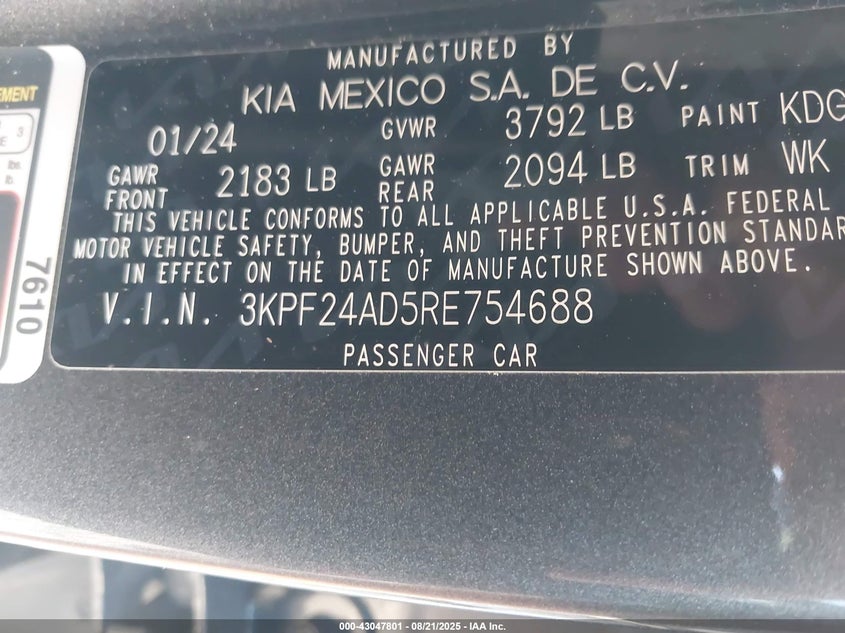 MANUFACTURED BY
KIA MEXICO S.A. DE C.V.
01/24 GVWR 3792 LB PAINT KDG
GAWR FRONT 2183 LB GAWR REAR 2094 LB TRIM WK
THIS VEHICLE CONFORMS TO ALL APPLICABLE U.S.A. FEDERAL
MOTOR VEHICLE SAFETY, BUMPER, AND THEFT PREVENTION STANDAR
IN EFFECT ON THE DATE OF MANUFACTURE SHOWN ABOVE.
V.I.N. 3KPF24AD5RE754688
PASSENGER CAR
EMENT
3
E
lbs.
lb.
7610
000-43047801 - 08/21/2025 - IAA Inc.